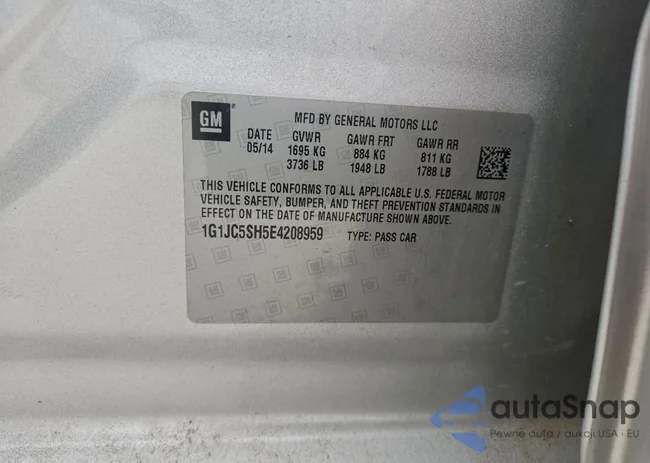 GM
MFD BY GENERAL MOTORS LLC
DATE GVWR GAWR FRT GAWR RR
05/14 1695 KG 884 KG 811 KG
3736 LB 1948 LB 1788 LB
THIS VEHICLE CONFORMS TO ALL APPLICABLE U.S. FEDERAL MOTOR
VEHICLE SAFETY, BUMPER, AND THEFT PREVENTION STANDARDS IN
EFFECT ON THE DATE OF MANUFACTURE SHOWN ABOVE.
1G1JC5SH5E4208959 TYPE: PASS CAR
autoSnap
Pewne auta z aukcji USA i EU